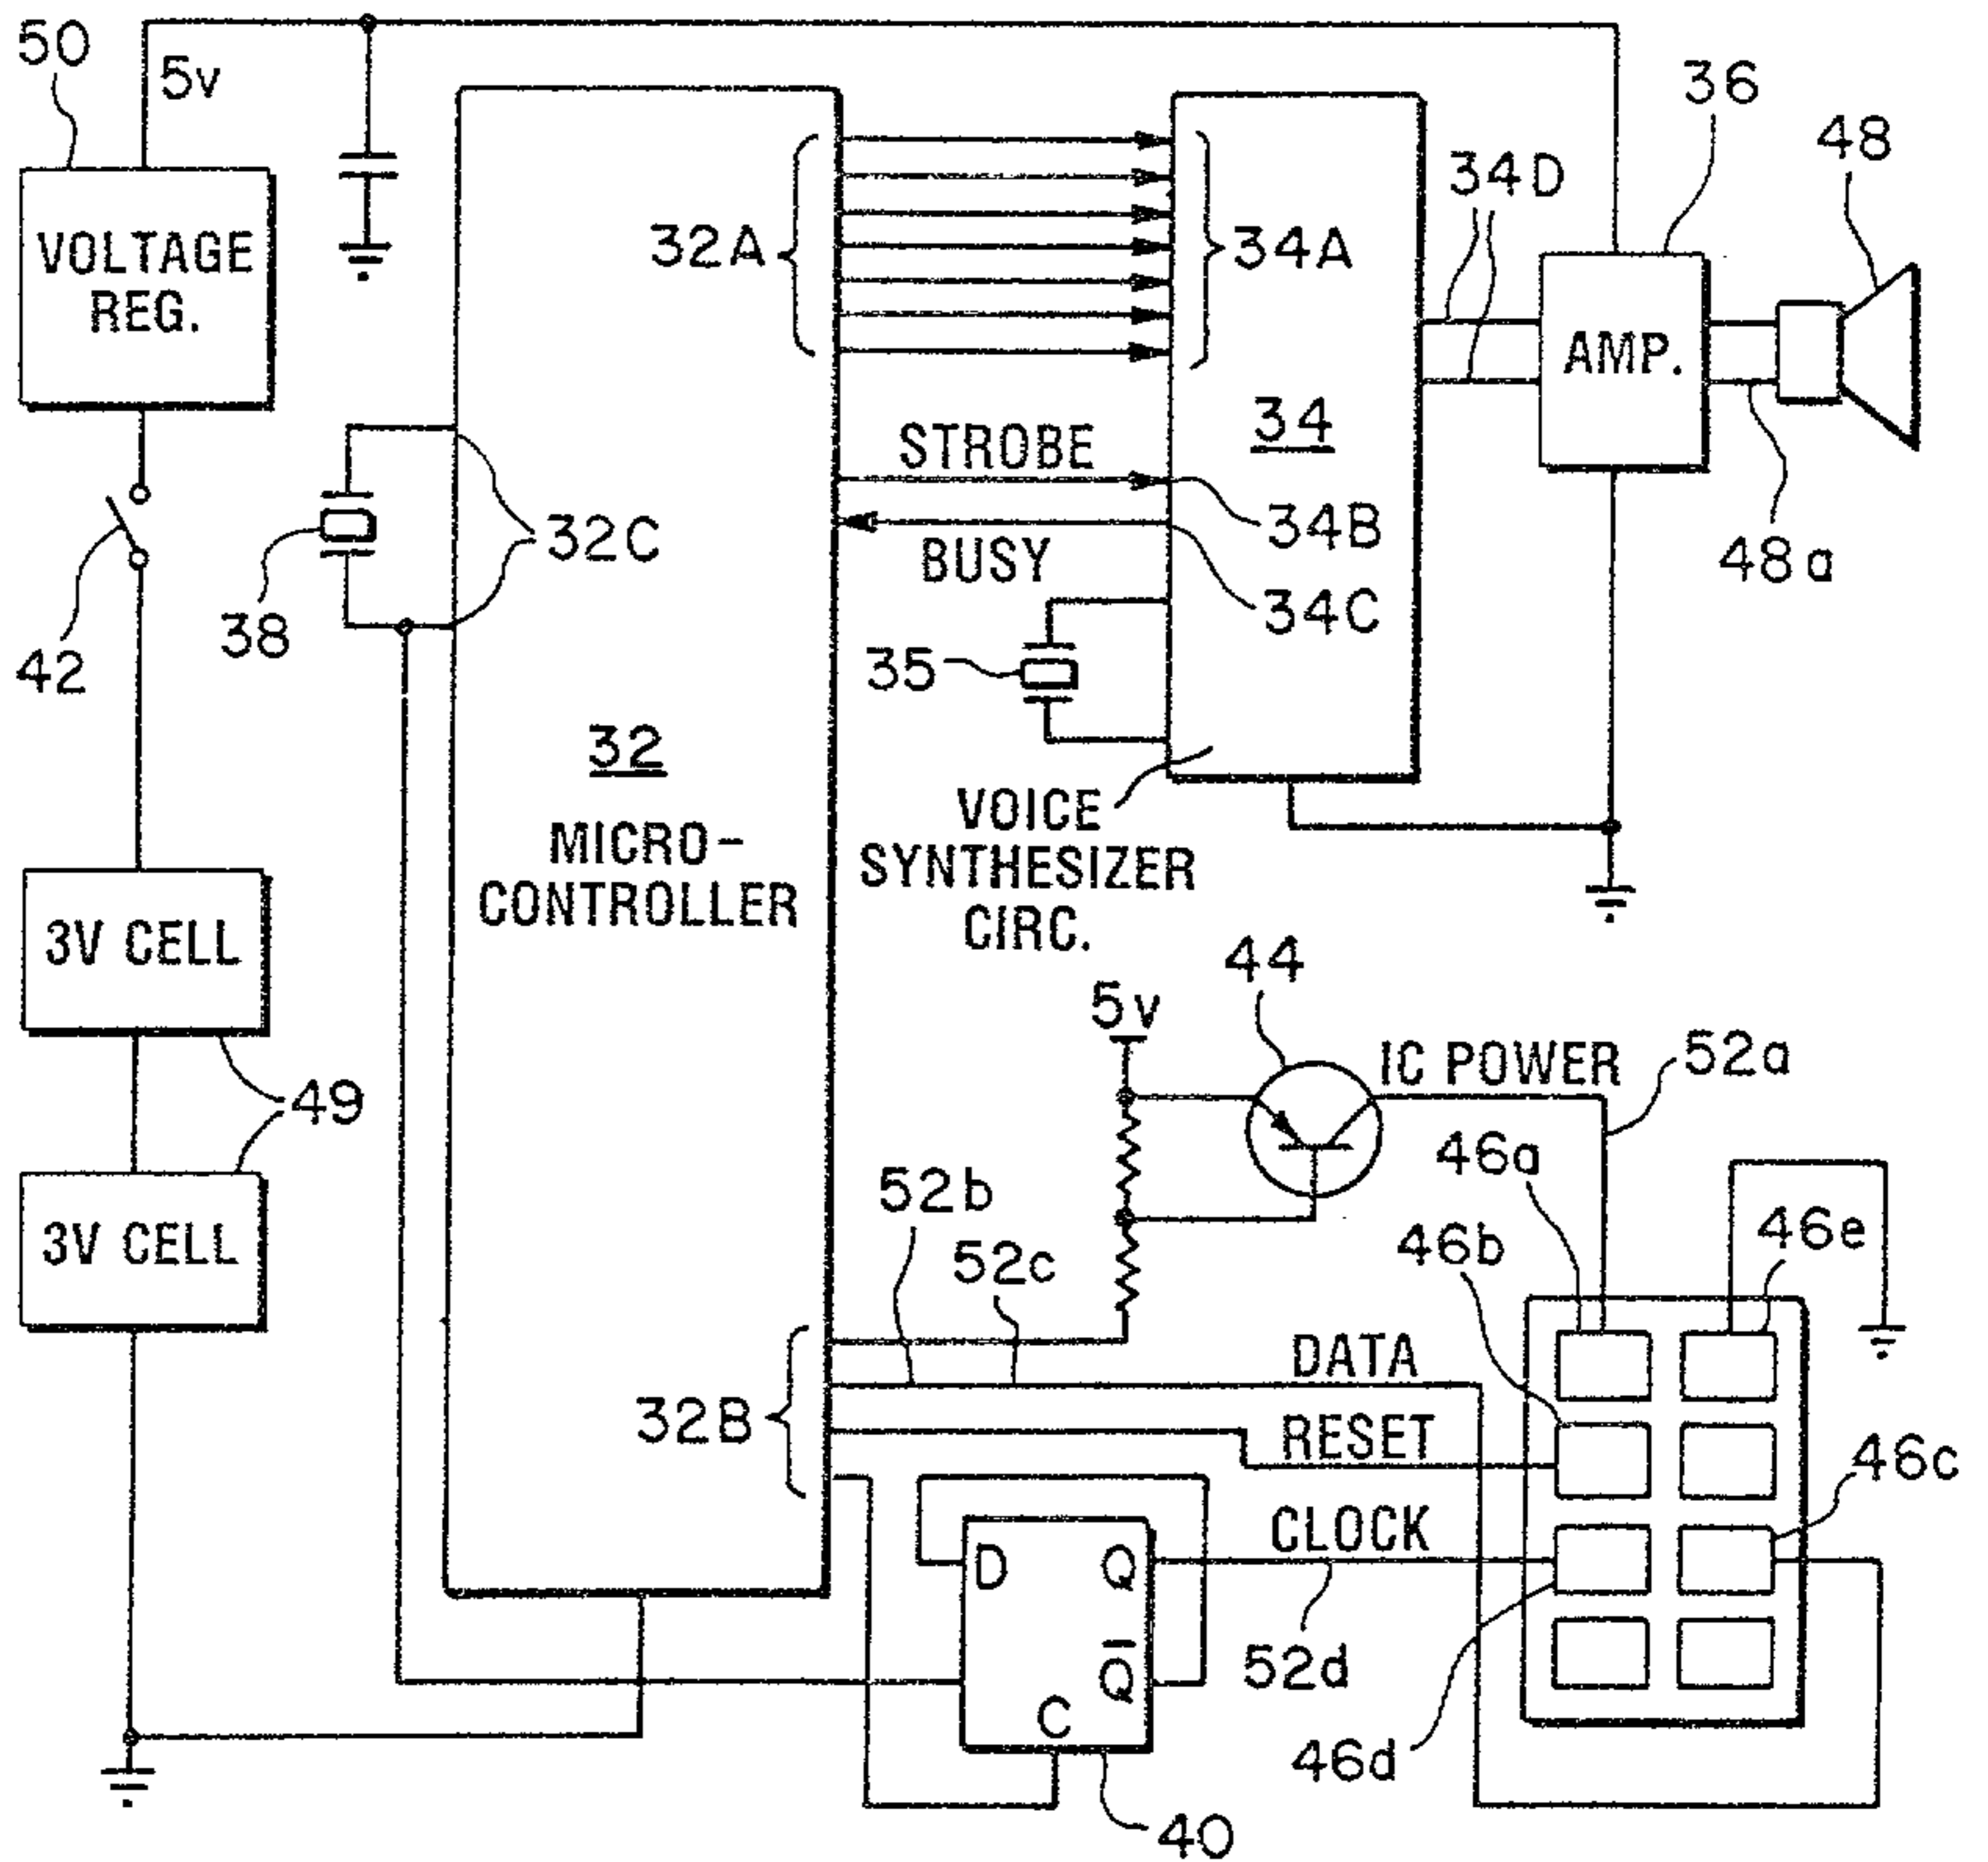 50
5v
36
48
34D
VOLTAGE
REG.
32A
34A
AMP.
34
STROBE
32C
34B
BUSY
48a
34C
38
42
35
32
MICRO-
CONTROLLER
VOICE
SYNTHESIZER
CIRC.
3V CELL
44
5v
IC POWER
52a
49
46a
52b
46e
46b
3V CELL
52c
DATA
32B
RESET
46c
CLOCK
D
Q
Q̅
52d
C
46d
40